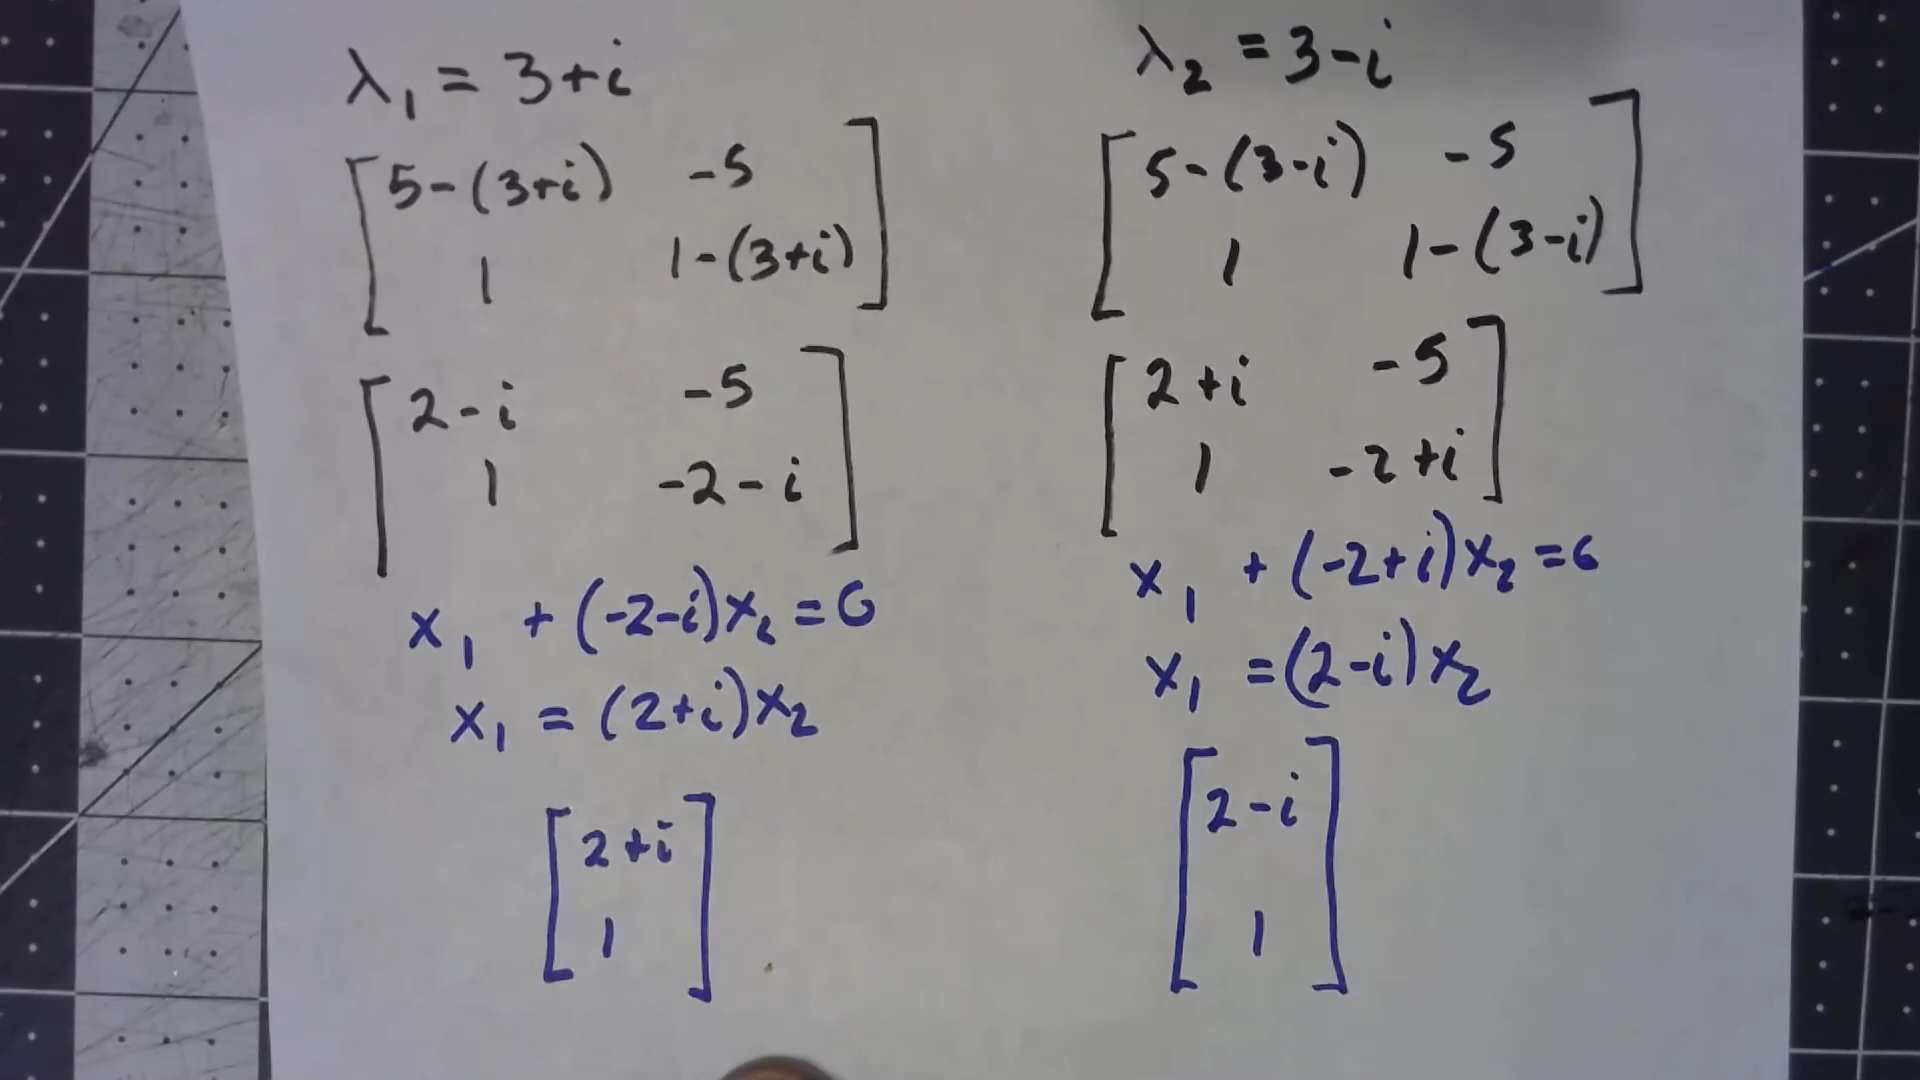 λ₁ = 3+i
[5-(3+i) -5
1 1-(3+i)]
[2-i -5
1 -2-i]
x₁ + (-2-i)x₂ = 0
x₁ = (2+i)x₂
[2+i
1]
λ₂ = 3-i
[5-(3-i) -5
1 1-(3-i)]
[2+i -5
1 -2+i]
x₁ + (-2+i)x₂ = 0
x₁ = (2-i)x₂
[2-i
1]